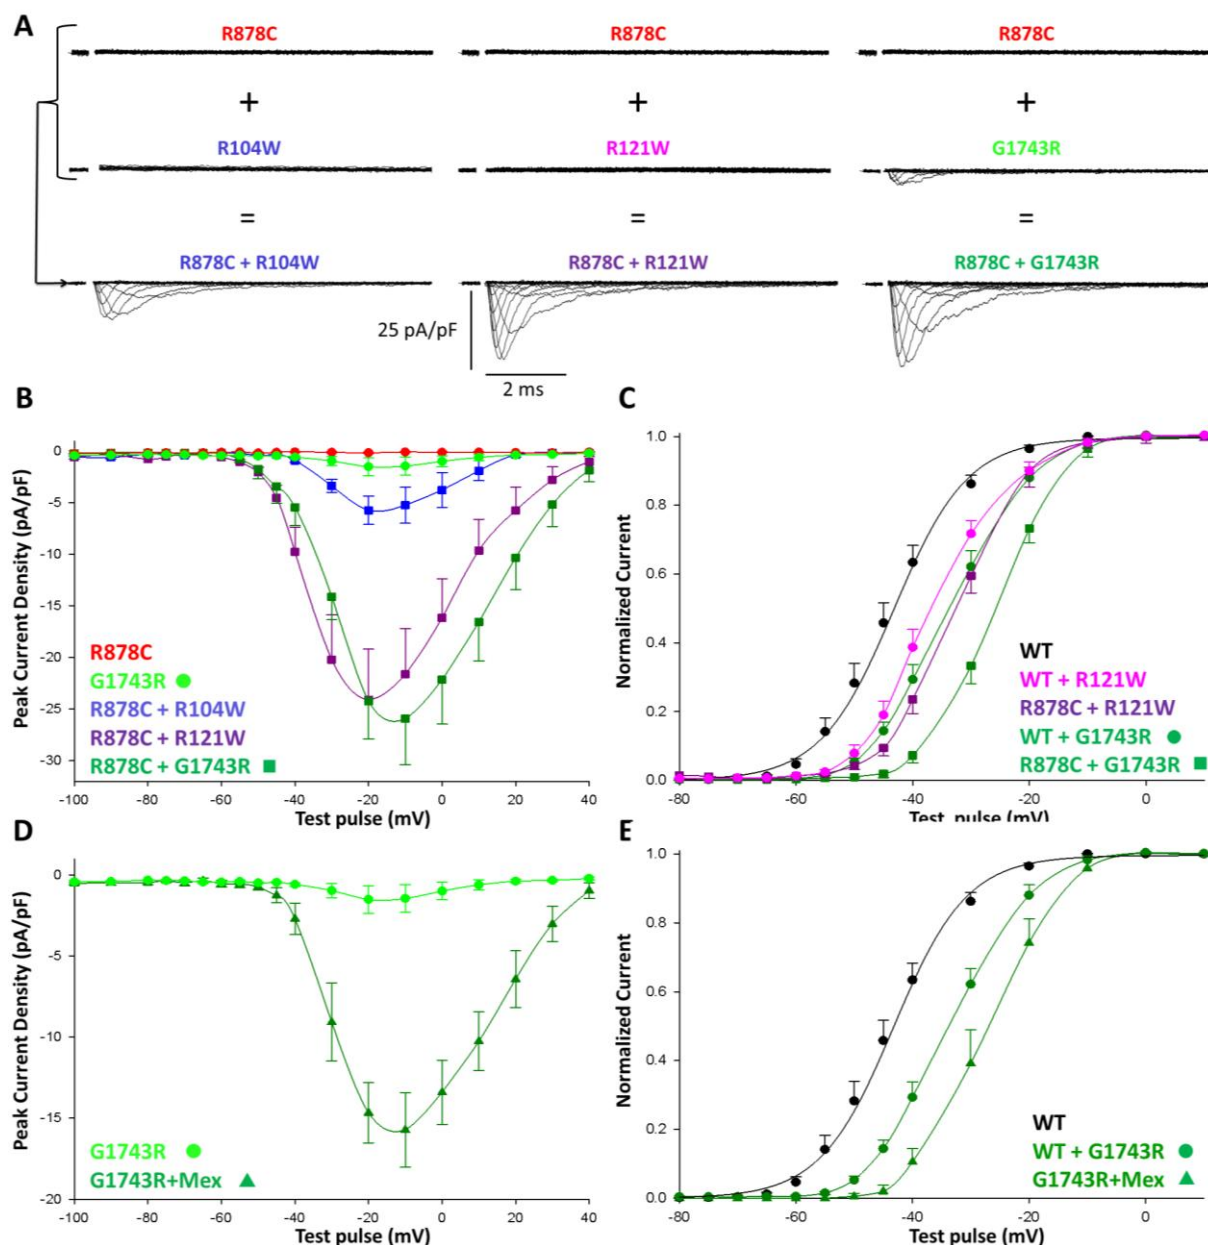 A
R878C
R878C
R878C
+
+
+
R104W
R121W
G1743R
=
=
=
R878C + R104W
R878C + R121W
R878C + G1743R
25 pA/pF
2 ms
B
Peak Current Density (pA/pF)
0
-5
-10
-15
-20
-25
-30
R878C
G1743R
R878C + R104W
R878C + R121W
R878C + G1743R
-100
-80
-60
-40
-20
0
20
40
Test pulse (mV)
C
Normalized Current
1.0
0.8
0.6
0.4
0.2
0.0
WT
WT + R121W
R878C + R121W
WT + G1743R
R878C + G1743R
-80
-60
-40
-20
0
Test pulse (mV)
D
Peak Current Density (pA/pF)
0
-5
-10
-15
-20
G1743R
G1743R+Mex
-100
-80
-60
-40
-20
0
20
40
Test pulse (mV)
E
Normalized Current
1.0
0.8
0.6
0.4
0.2
0.0
WT
WT + G1743R
G1743R+Mex
-80
-60
-40
-20
0
Test pulse (mV)